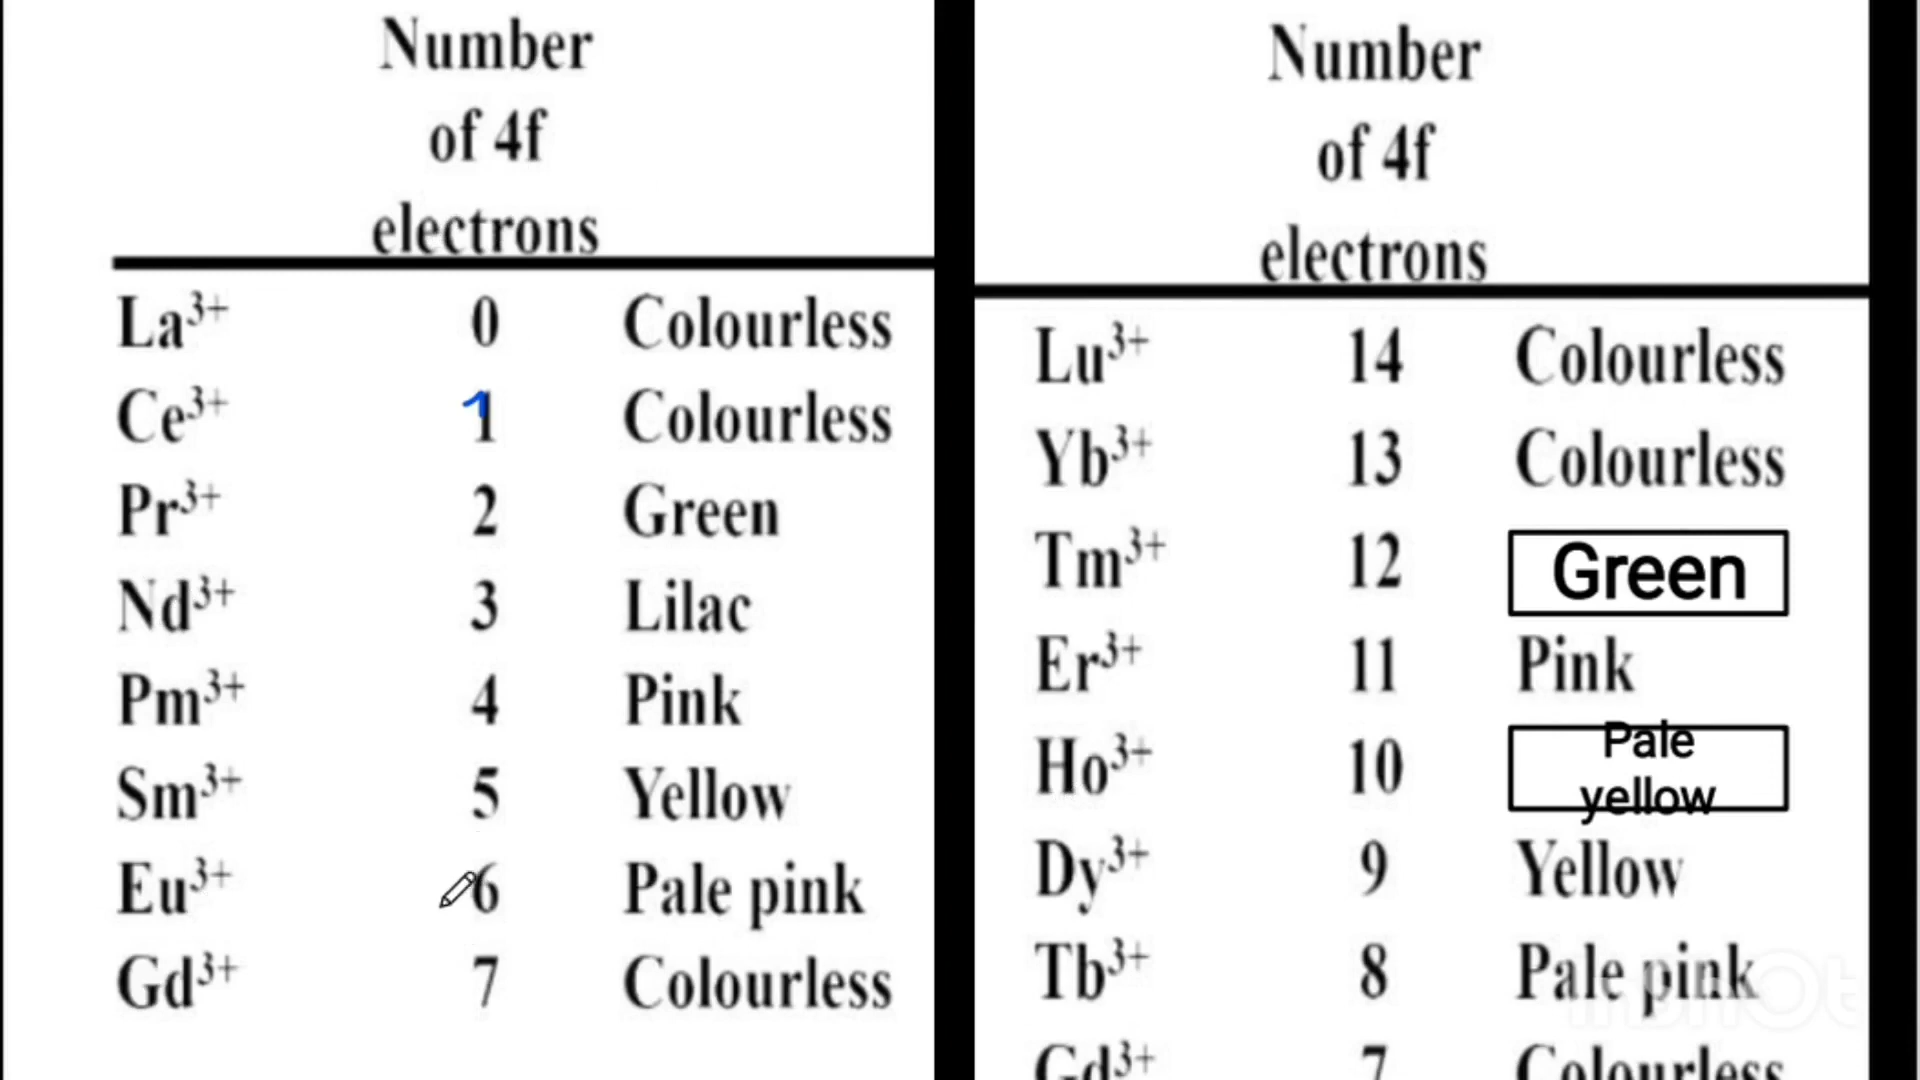 Number
of 4f
electrons
La³⁺ 0 Colourless
Ce³⁺ 1 Colourless
Pr³⁺ 2 Green
Nd³⁺ 3 Lilac
Pm³⁺ 4 Pink
Sm³⁺ 5 Yellow
Eu³⁺ 6 Pale pink
Gd³⁺ 7 Colourless
Number
of 4f
electrons
Lu³⁺ 14 Colourless
Yb³⁺ 13 Colourless
Tm³⁺ 12 Green
Er³⁺ 11 Pink
Ho³⁺ 10 Pale
yellow
Dy³⁺ 9 Yellow
Tb³⁺ 8 Pale pink
Gd³⁺ 7 Colourless